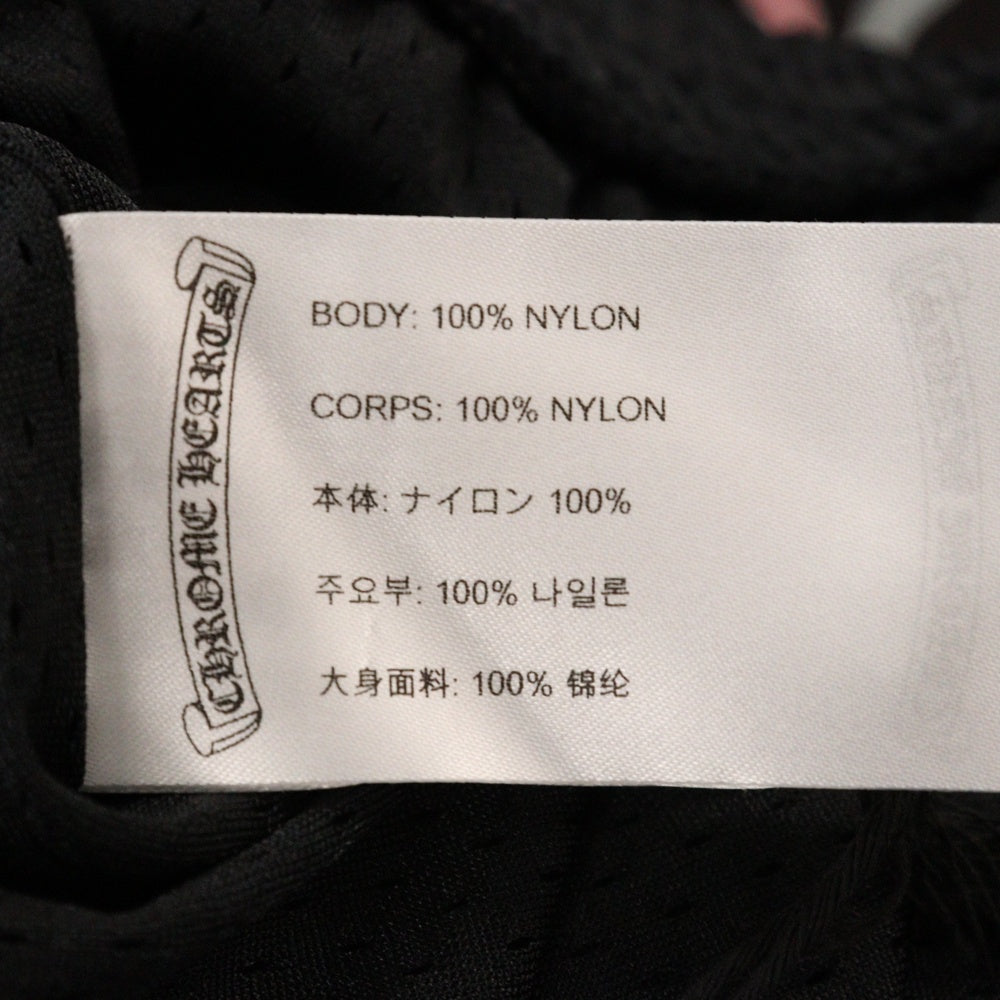 CHROME HEARTS
BODY: 100% NYLON
CORPS: 100% NYLON
本体: ナイロン 100%
주요부: 100% 나일론
大身面料: 100% 锦纶